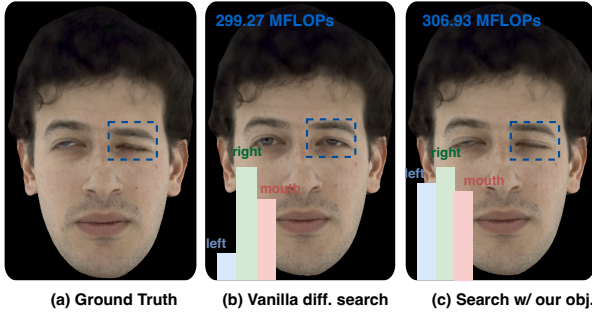 299.27 MFLOPs
306.93 MFLOPs
right
mouth
left
right
left
mouth
(a) Ground Truth
(b) Vanilla diff. search
(c) Search w/ our obj.